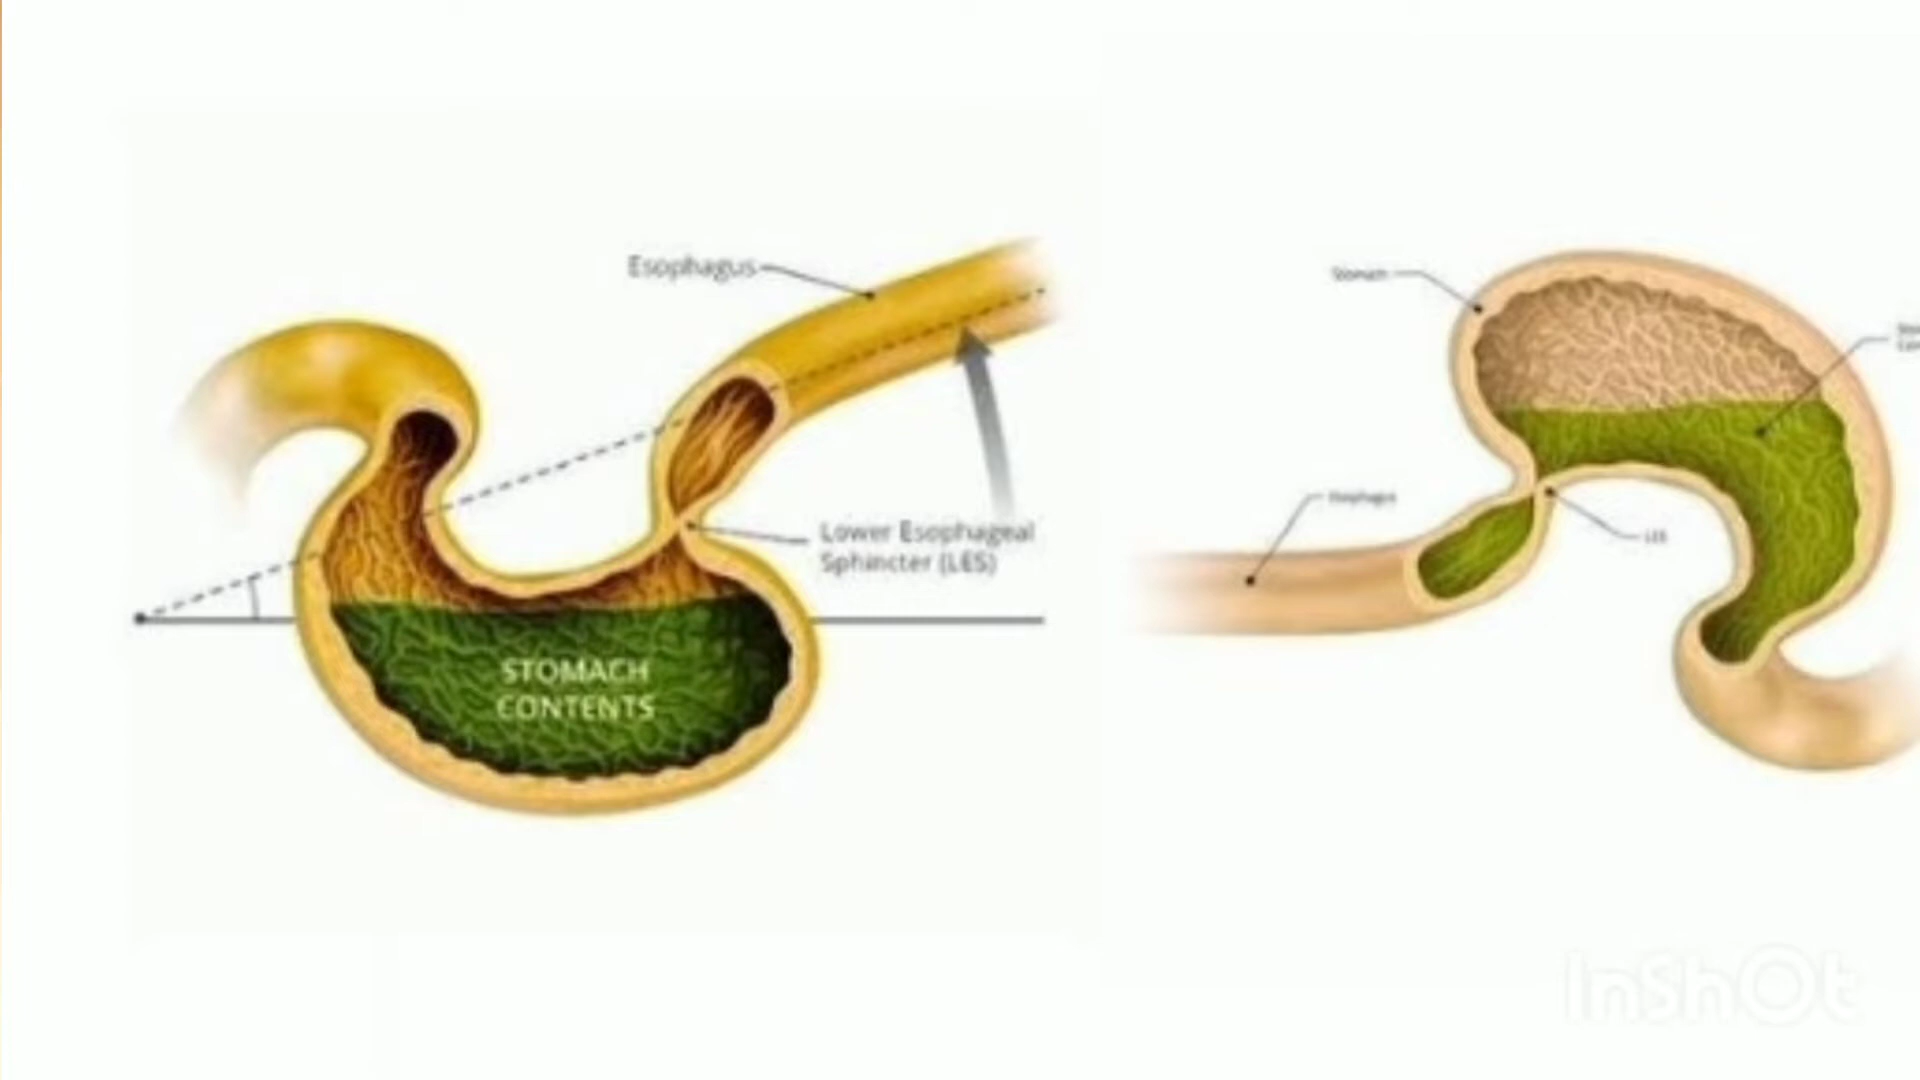 Esophagus
Lower Esophageal
Sphincter (LES)
STOMACH
CONTENTS
Stomach
Esophagus
LES
InShOt